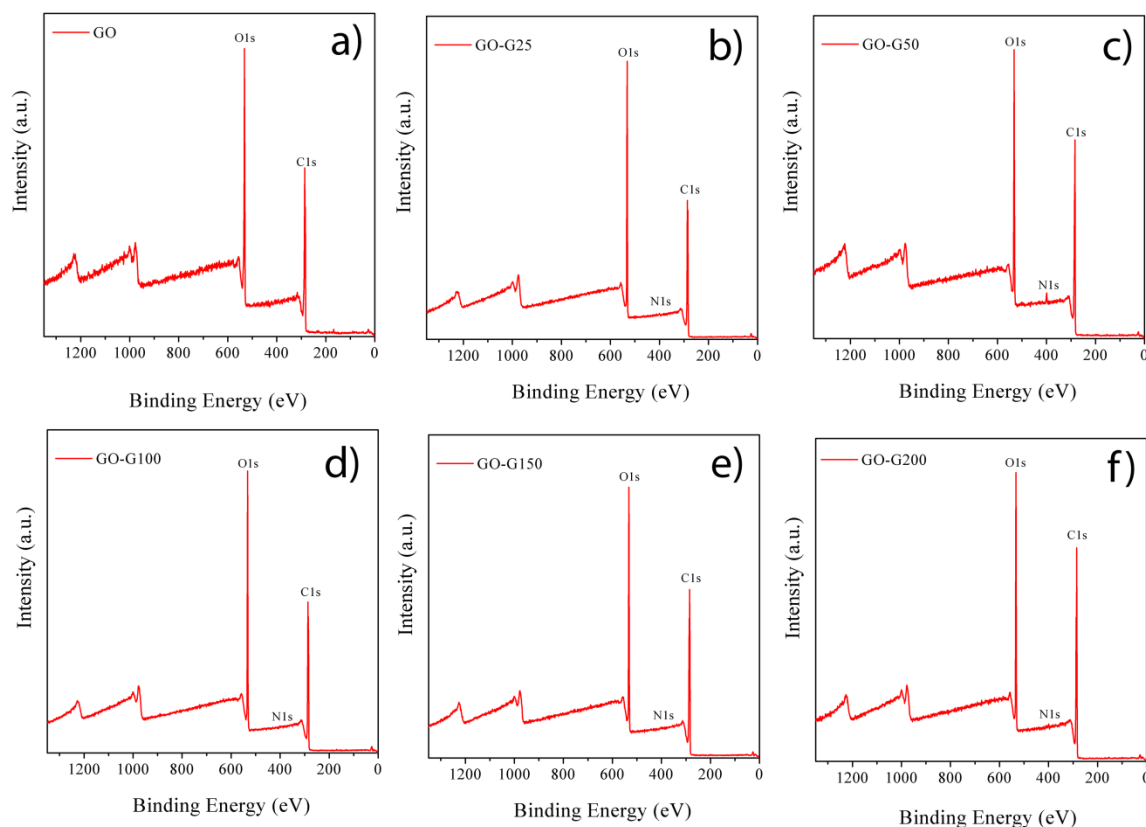 GO
a)
O1s
C1s
Intensity (a.u.)
1200 1000 800 600 400 200 0
Binding Energy (eV)
GO-G25
b)
O1s
C1s
N1s
Intensity (a.u.)
1200 1000 800 600 400 200 0
Binding Energy (eV)
GO-G50
c)
O1s
C1s
N1s
Intensity (a.u.)
1200 1000 800 600 400 200 0
Binding Energy (eV)
GO-G100
d)
O1s
C1s
N1s
Intensity (a.u.)
1200 1000 800 600 400 200 0
Binding Energy (eV)
GO-G150
e)
O1s
C1s
N1s
Intensity (a.u.)
1200 1000 800 600 400 200 0
Binding Energy (eV)
GO-G200
f)
O1s
C1s
N1s
Intensity (a.u.)
1200 1000 800 600 400 200 0
Binding Energy (eV)